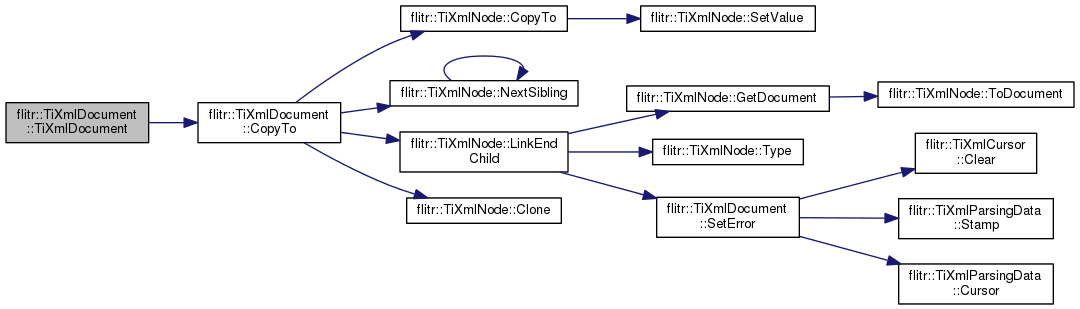 flitr::TiXmlDocument
::TiXmlDocument
flitr::TiXmlDocument
::CopyTo
flitr::TiXmlNode::CopyTo
flitr::TiXmlNode::SetValue
flitr::TiXmlNode::NextSibling
flitr::TiXmlNode::LinkEnd
Child
flitr::TiXmlNode::Clone
flitr::TiXmlNode::GetDocument
flitr::TiXmlNode::ToDocument
flitr::TiXmlNode::Type
flitr::TiXmlDocument
::SetError
flitr::TiXmlCursor
::Clear
flitr::TiXmlParsingData
::Stamp
flitr::TiXmlParsingData
::Cursor